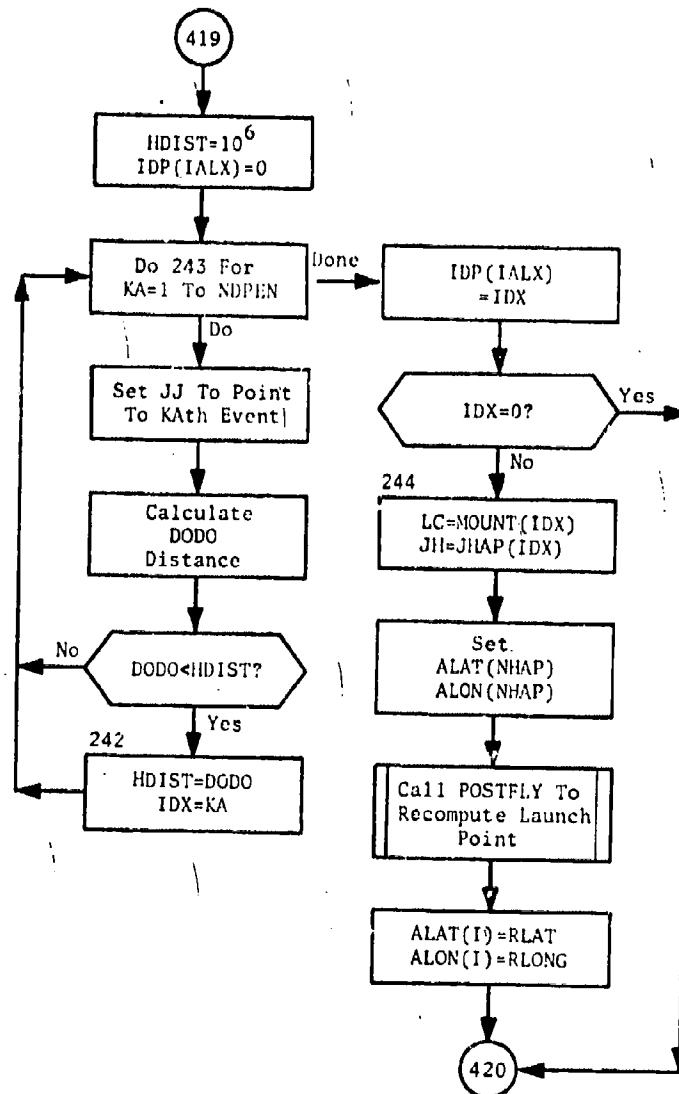 419
HDIST=10⁶
IDP(IALX)=0
Do 243 For
KA=1 To NDPEN
Done
Do
Set JJ To Point
To KAth Event
Calculate
DODO
Distance
DODO<HDIST?
No
Yes
242
HDIST=DODO
IDX=KA
IDP(IALX)
=IDX
IDX=0?
Yes
No
244
LC=MOUNT(IDX)
JH=JHAP(IDX)
Set
ALAT(NHAP)
ALON(NHAP)
Call POSTFLY To
Recompute Launch
Point
ALAT(I)=RLAT
ALON(I)=RLONG
420